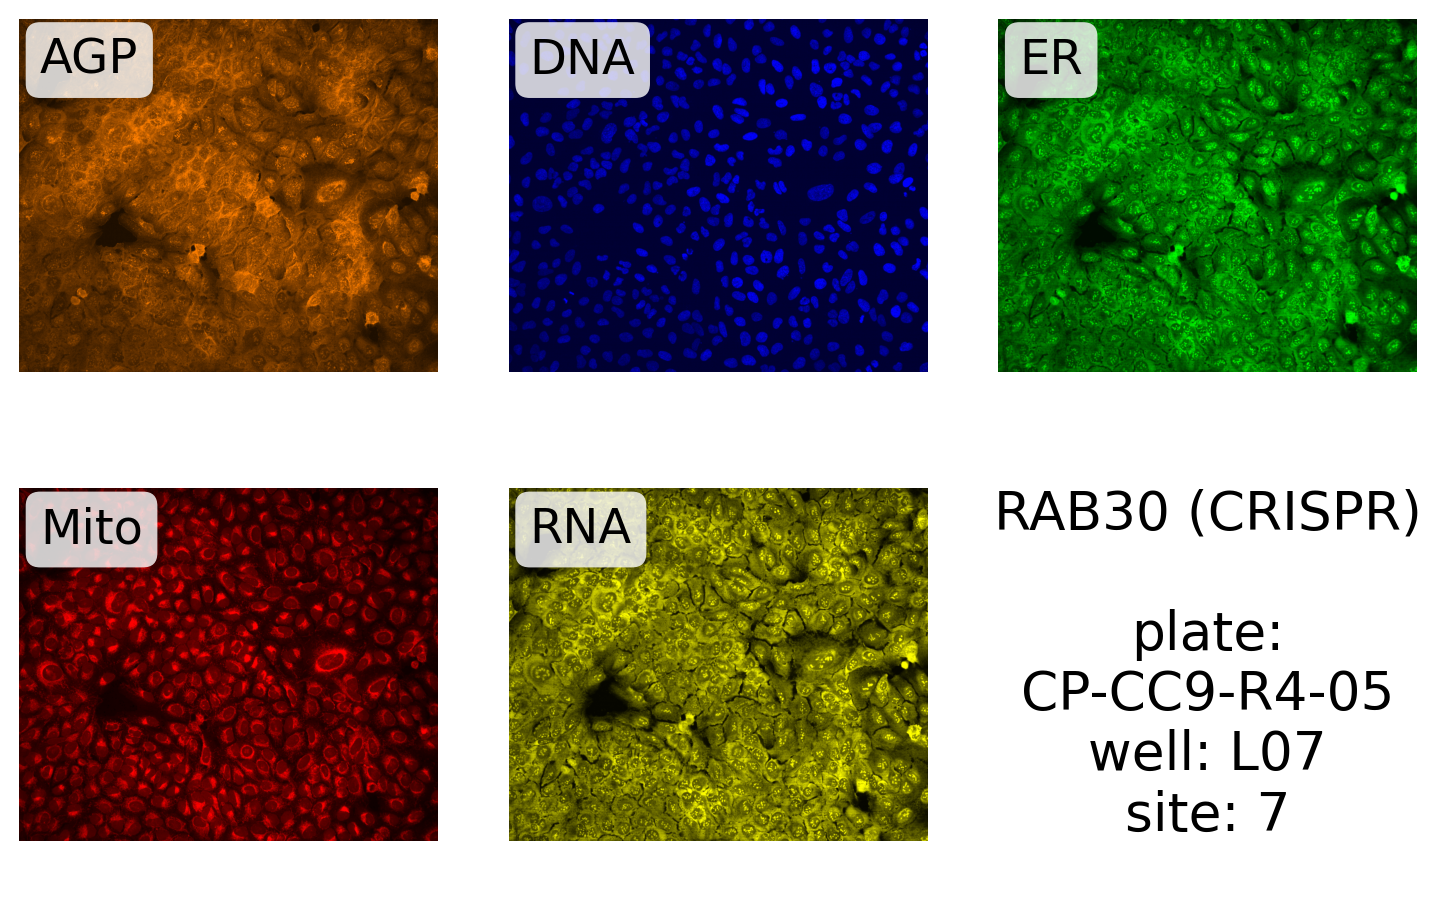 AGP
DNA
ER
Mito
RNA
RAB30 (CRISPR)
plate:
CP-CC9-R4-05
well: L07
site: 7